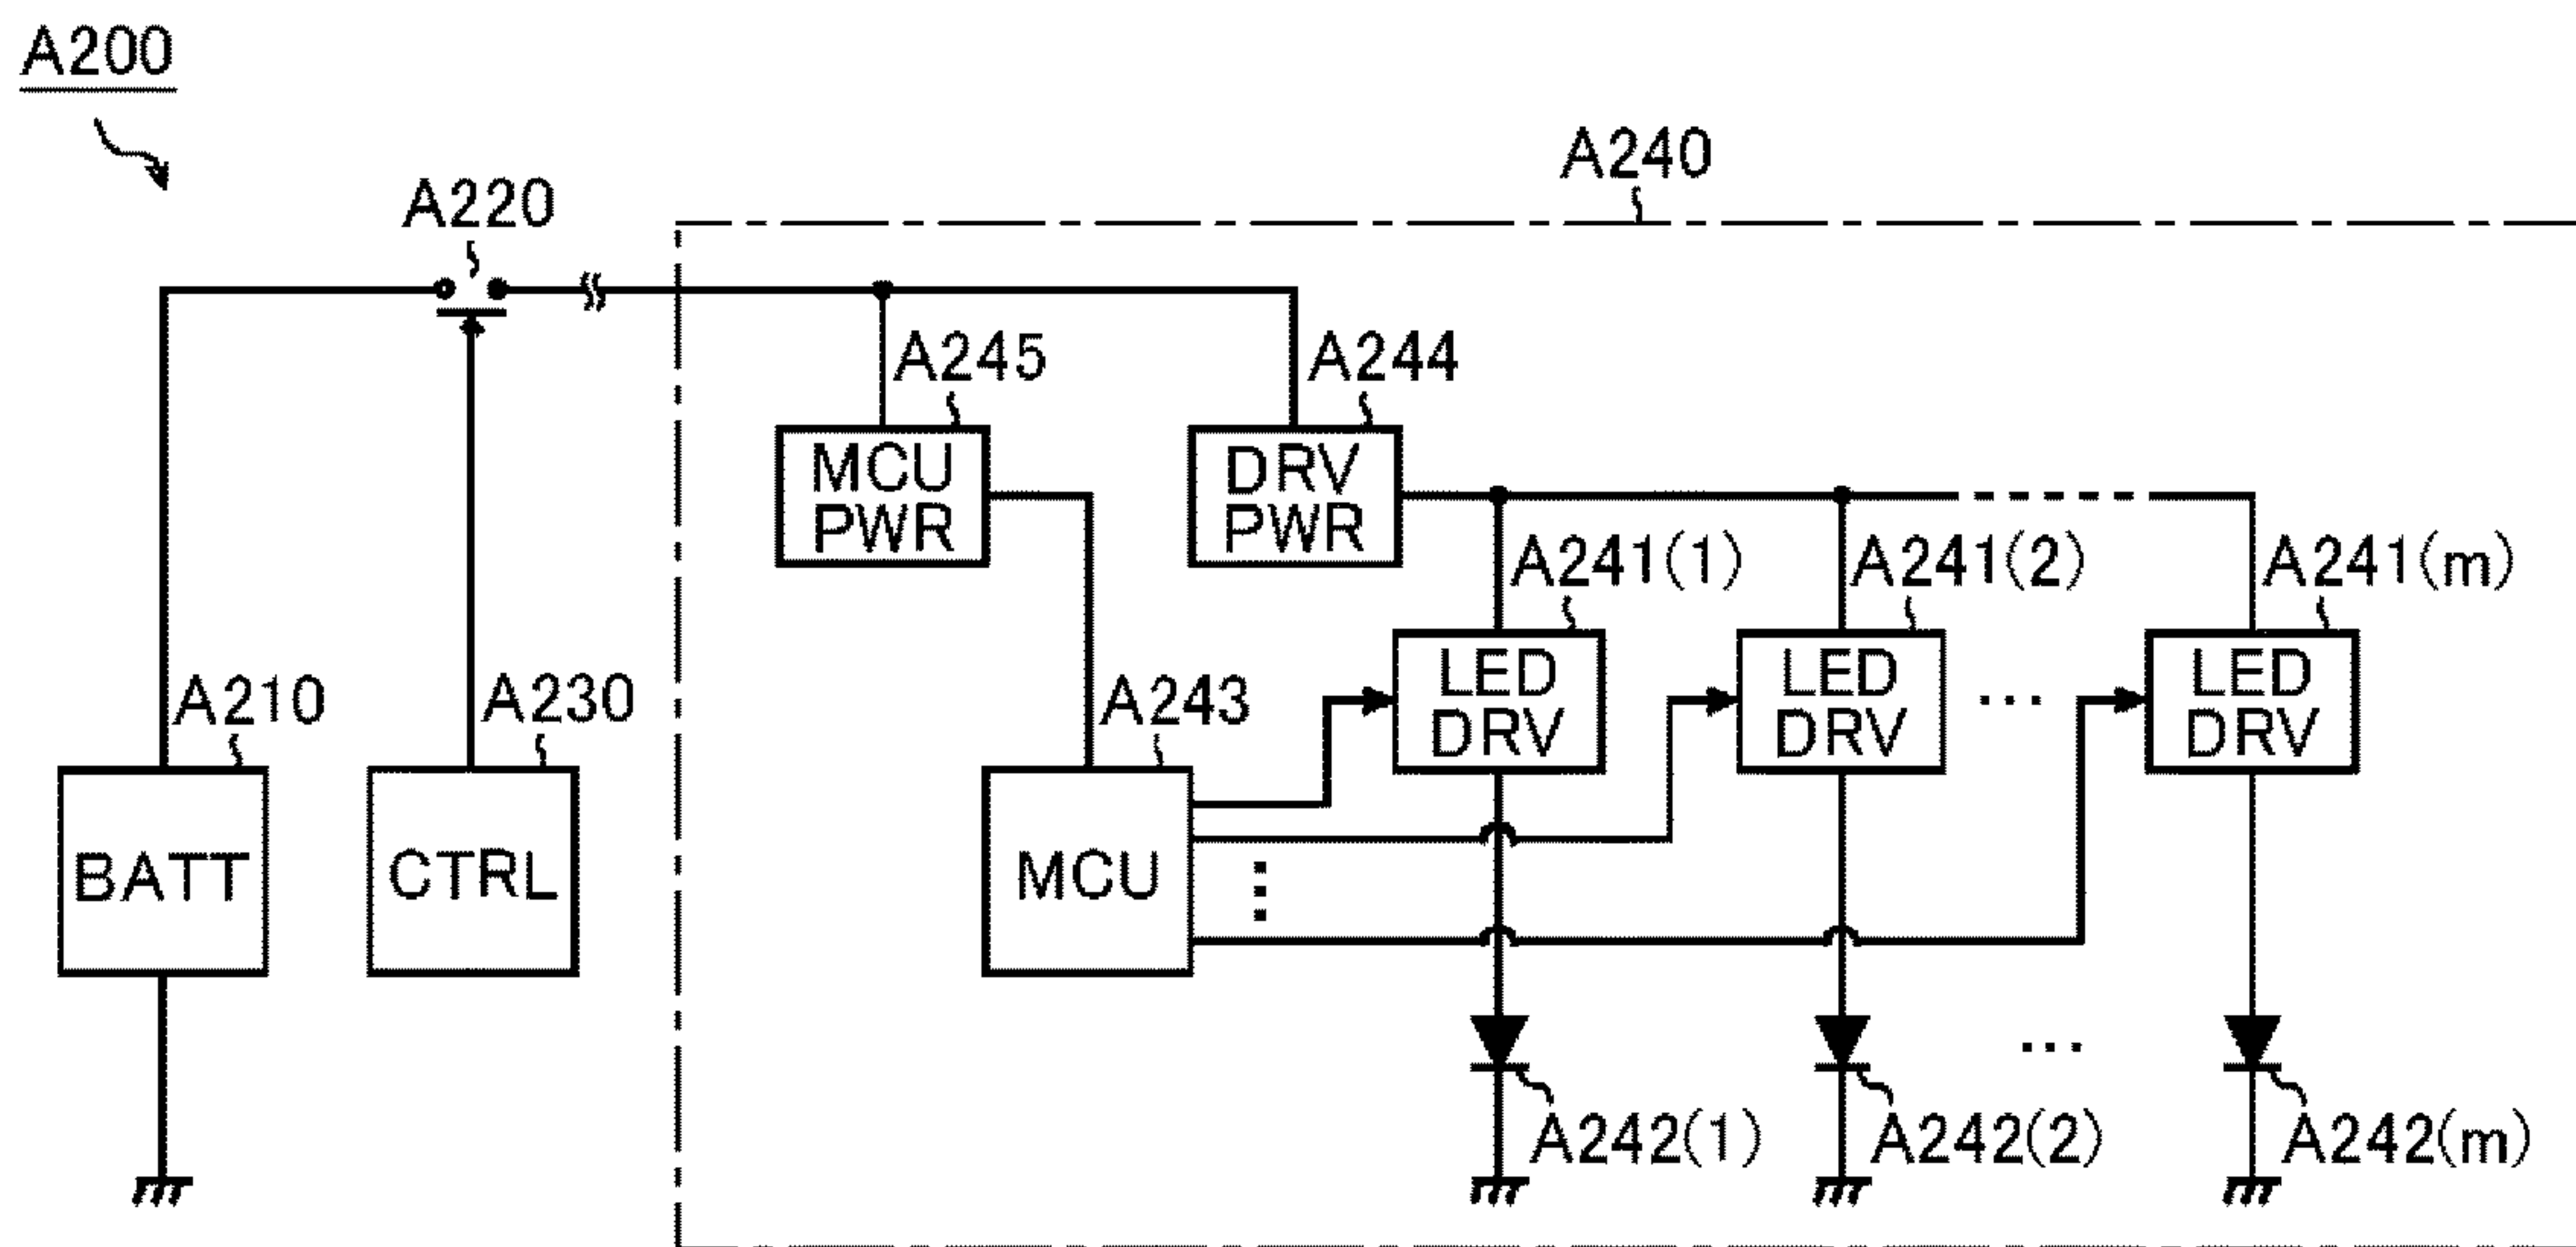 A200
A240
A220
A245
A244
MCU
PWR
DRV
PWR
A241(1)
A241(2)
A241(m)
LED
DRV
LED
DRV
...
LED
DRV
A210
A230
A243
BATT
CTRL
MCU
...
...
A242(1)
A242(2)
A242(m)